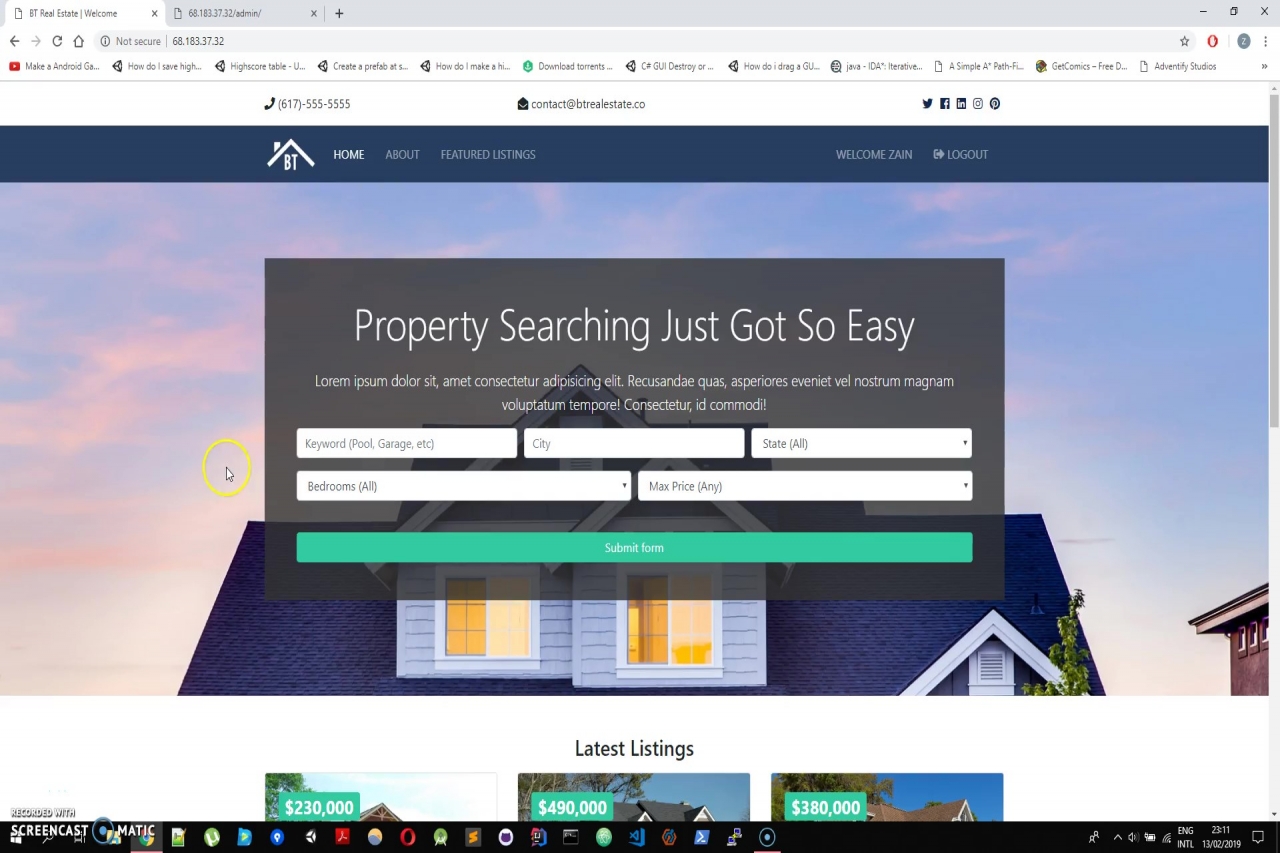 BT Real Estate | Welcome
68.183.37.32/admin/
Not secure | 68.183.37.32
Z
Make a Android Ga...
How do I save high...
Highscore table - U...
Create a prefab at s...
How do I make a hi...
Download torrents ...
C# GUI Destroy or ...
How do i drag a GU...
java - IDA*: Iterative...
A Simple A* Path-Fi...
GetComics – Free D...
Adventify Studios
»
(617)-555-5555
contact@btrealestate.co
BT
HOME
ABOUT
FEATURED LISTINGS
WELCOME ZAIN
LOGOUT
Property Searching Just Got So Easy
Lorem ipsum dolor sit, amet consectetur adipisicing elit. Recusandae quas, asperiores eveniet vel nostrum magnam
voluptatum tempore! Consectetur, id commodi!
Keyword (Pool, Garage, etc)
City
State (All)
Bedrooms (All)
Max Price (Any)
Submit form
Latest Listings
$230,000
$490,000
$380,000
RECORDED WITH
SCREENCAST MATIC
ENG
INTL
23:11
13/02/2019